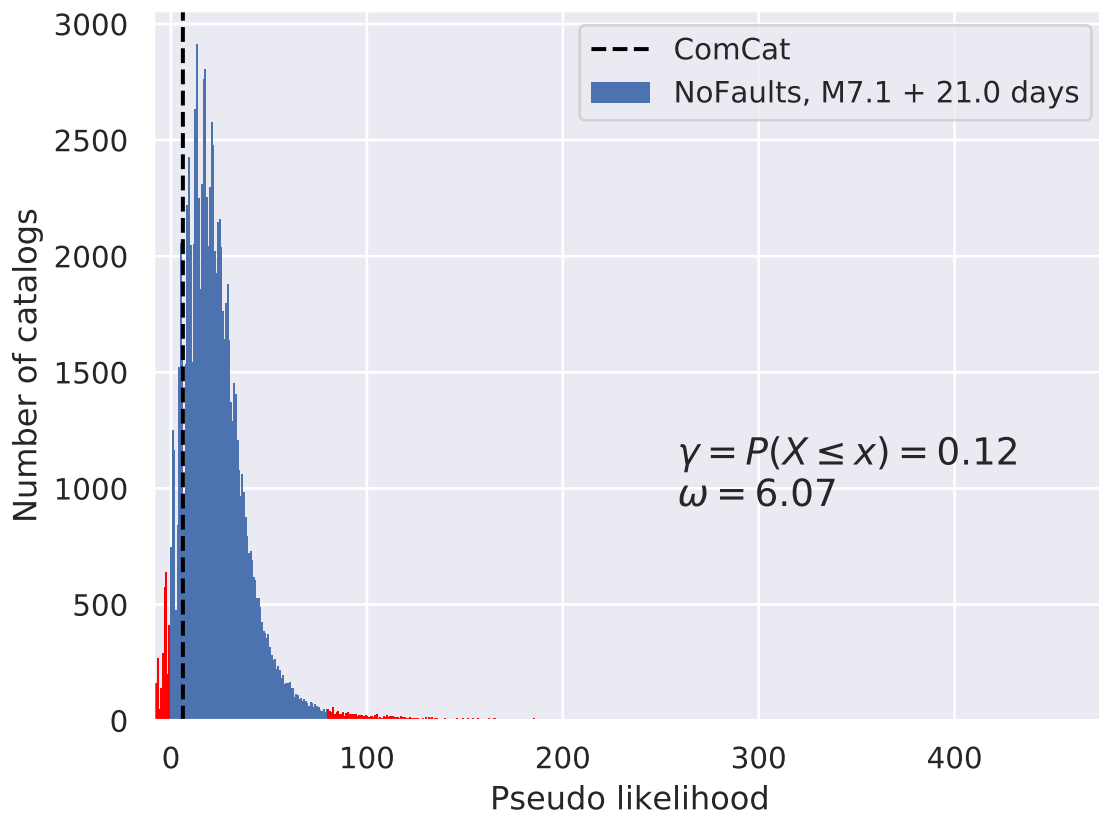 3000
2500
2000
1500
1000
500
0
Number of catalogs
ComCat
NoFaults, M7.1 + 21.0 days
γ = P(X ≤ x) = 0.12
ω = 6.07
0 100 200 300 400
Pseudo likelihood